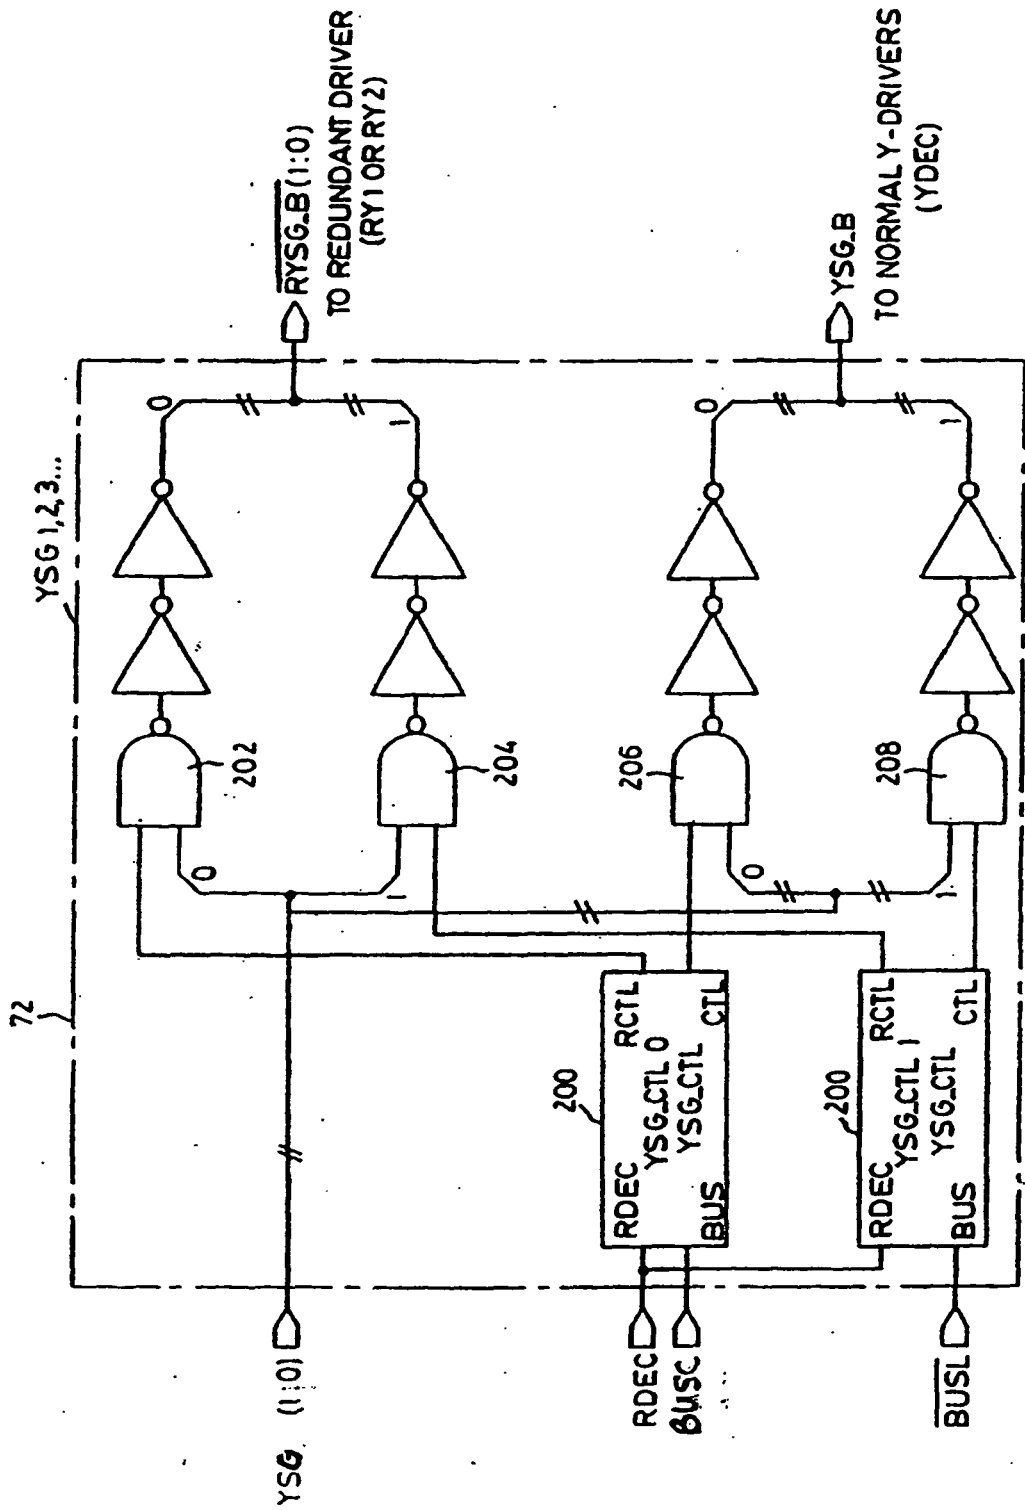 72
YSG 1,2,3...
YSG (1:0)
0
1
202
204
0
1
RYSG_B (1:0)
TO REDUNDANT DRIVER
(RY1 OR RY2)
RDEC
BUSC
200
RDEC RCTL
YSG_CTL 0
YSG_CTL
BUS CTL
0
1
206
208
0
1
YSG_B
TO NORMAL Y-DRIVERS
(YDEC)
BUSL
200
RDEC RCTL
YSG_CTL 1
YSG_CTL
BUS CTL